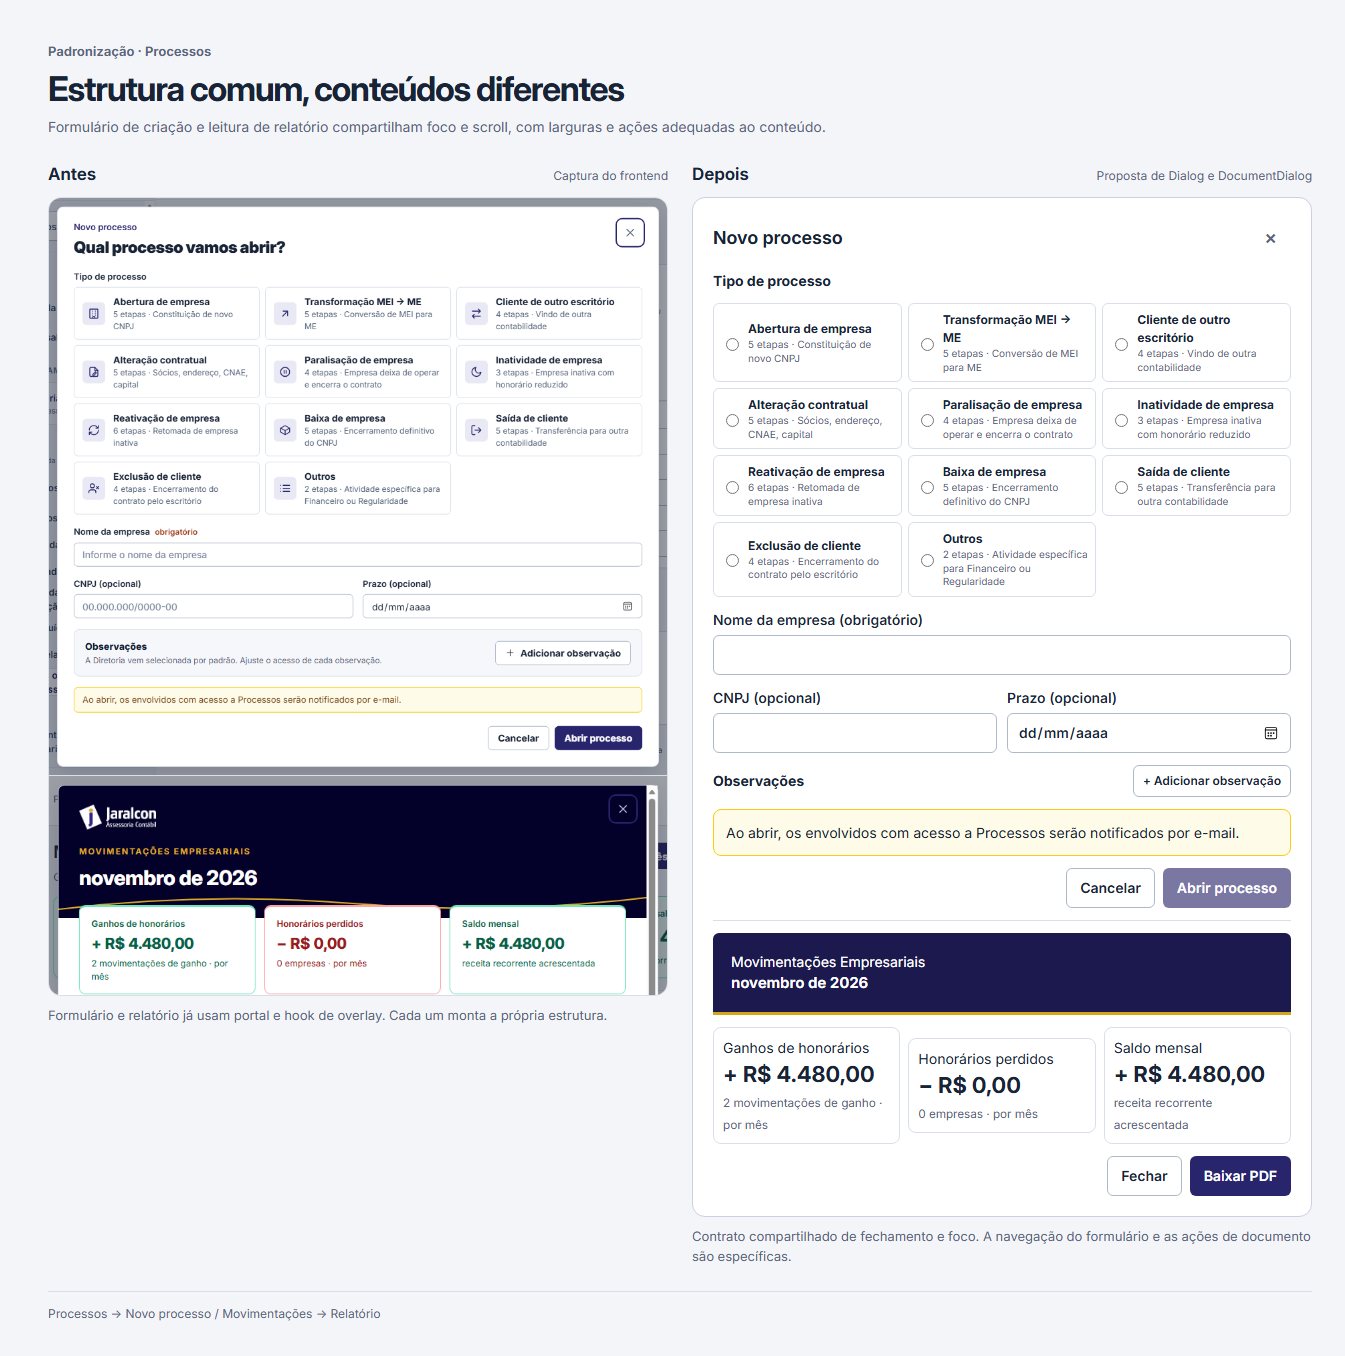 Padronização · Processos
Estrutura comum, conteúdos diferentes
Formulário de criação e leitura de relatório compartilham foco e scroll, com larguras e ações adequadas ao conteúdo.
Antes
Captura do frontend
Novo processo
Qual processo vamos abrir?
Tipo de processo
Abertura de empresa
5 etapas · Constituição de novo
CNPJ
Transformação MEI → ME
5 etapas · Conversão de MEI para
ME
Cliente de outro escritório
4 etapas · Vindo de outra
contabilidade
Alteração contratual
5 etapas · Sócios, endereço, CNAE,
capital
Paralisação de empresa
4 etapas · Empresa deixa de operar
e encerra o contrato
Inatividade de empresa
3 etapas · Empresa inativa com
honorário reduzido
Reativação de empresa
6 etapas · Retomada de empresa
inativa
Baixa de empresa
5 etapas · Encerramento definitivo
do CNPJ
Saída de cliente
5 etapas · Transferência para outra
contabilidade
Exclusão de cliente
4 etapas · Encerramento do
contrato pelo escritório
Outros
2 etapas · Atividade específica para
Financeiro ou Regularidade
Nome da empresa obrigatório
Informe o nome da empresa
CNPJ (opcional)
Prazo (opcional)
00.000.000/0000-00
dd/mm/aaaa
Observações
A Diretoria vem selecionada por padrão. Ajuste o acesso de cada observação.
+ Adicionar observação
Ao abrir, os envolvidos com acesso a Processos serão notificados por e-mail.
Cancelar
Abrir processo
Jaralcon
Assessoria Contábil
MOVIMENTAÇÕES EMPRESARIAIS
novembro de 2026
Ganhos de honorários
+ R$ 4.480,00
2 movimentações de ganho · por
mês
Honorários perdidos
− R$ 0,00
0 empresas · por mês
Saldo mensal
+ R$ 4.480,00
receita recorrente acrescentada
Formulário e relatório já usam portal e hook de overlay. Cada um monta a própria estrutura.
Depois
Proposta de Dialog e DocumentDialog
Novo processo
×
Tipo de processo
Abertura de empresa
5 etapas · Constituição de
novo CNPJ
Transformação MEI →
ME
5 etapas · Conversão de MEI
para ME
Cliente de outro
escritório
4 etapas · Vindo de outra
contabilidade
Alteração contratual
5 etapas · Sócios, endereço,
CNAE, capital
Paralisação de empresa
4 etapas · Empresa deixa de
operar e encerra o contrato
Inatividade de empresa
3 etapas · Empresa inativa
com honorário reduzido
Reativação de empresa
6 etapas · Retomada de
empresa inativa
Baixa de empresa
5 etapas · Encerramento
definitivo do CNPJ
Saída de cliente
5 etapas · Transferência para
outra contabilidade
Exclusão de cliente
4 etapas · Encerramento do
contrato pelo escritório
Outros
2 etapas · Atividade específica
para Financeiro ou
Regularidade
Nome da empresa (obrigatório)
CNPJ (opcional)
Prazo (opcional)
dd/mm/aaaa
Observações
+ Adicionar observação
Ao abrir, os envolvidos com acesso a Processos serão notificados por e-mail.
Cancelar
Abrir processo
Movimentações Empresariais
novembro de 2026
Ganhos de honorários
+ R$ 4.480,00
2 movimentações de ganho ·
por mês
Honorários perdidos
− R$ 0,00
0 empresas · por mês
Saldo mensal
+ R$ 4.480,00
receita recorrente
acrescentada
Fechar
Baixar PDF
Contrato compartilhado de fechamento e foco. A navegação do formulário e as ações de documento
são específicas.
Processos → Novo processo / Movimentações → Relatório